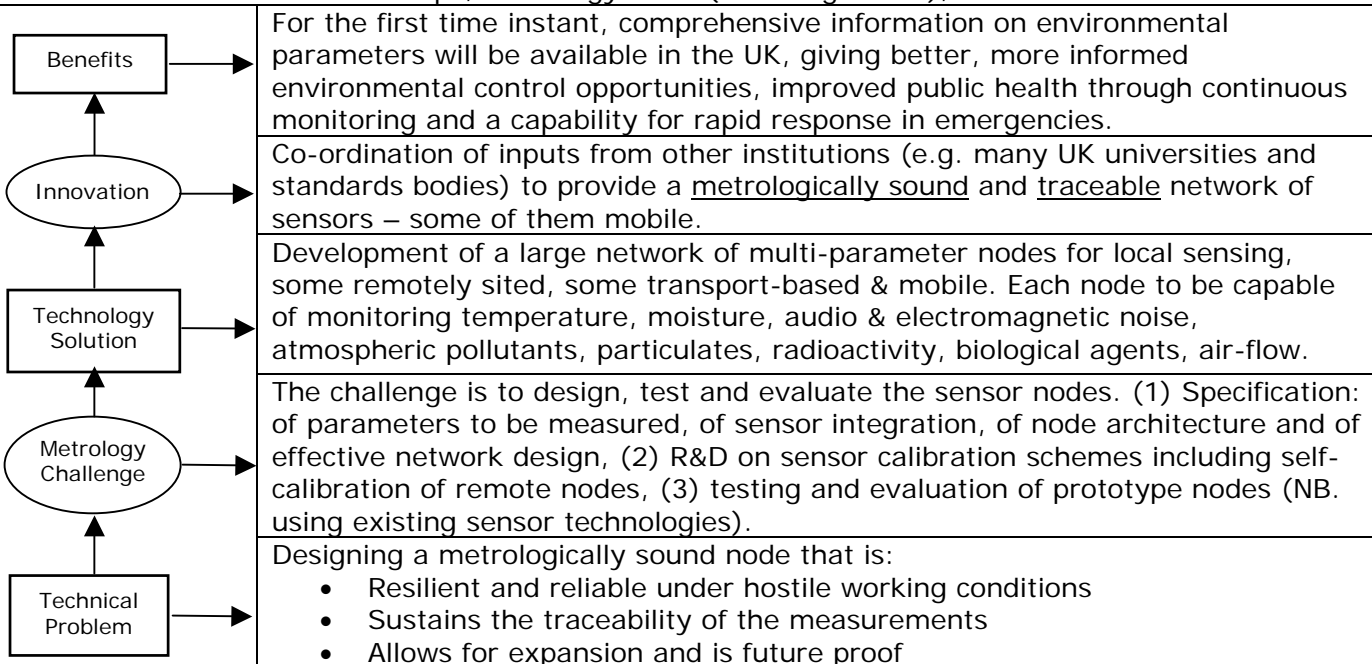 Benefits
For the first time instant, comprehensive information on environmental
parameters will be available in the UK, giving better, more informed
environmental control opportunities, improved public health through continuous
monitoring and a capability for rapid response in emergencies.
Innovation
Co-ordination of inputs from other institutions (e.g. many UK universities and
standards bodies) to provide a metrologically sound and traceable network of
sensors – some of them mobile.
Technology
Solution
Development of a large network of multi-parameter nodes for local sensing,
some remotely sited, some transport-based & mobile. Each node to be capable
of monitoring temperature, moisture, audio & electromagnetic noise,
atmospheric pollutants, particulates, radioactivity, biological agents, air-flow.
Metrology
Challenge
The challenge is to design, test and evaluate the sensor nodes. (1) Specification:
of parameters to be measured, of sensor integration, of node architecture and of
effective network design, (2) R&D on sensor calibration schemes including self-
calibration of remote nodes, (3) testing and evaluation of prototype nodes (NB.
using existing sensor technologies).
Technical
Problem
Designing a metrologically sound node that is:
• Resilient and reliable under hostile working conditions
• Sustains the traceability of the measurements
• Allows for expansion and is future proof